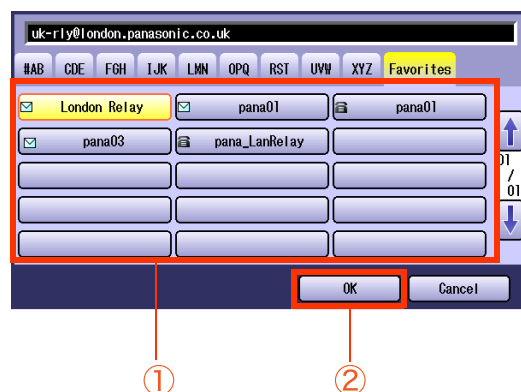 uk-rly@london.panasonic.co.uk
#AB CDE FGH IJK LMN OPQ RST UVW XYZ Favorites
London Relay pana01 pana01
pana03 pana_LanRelay
01
/
01
OK Cancel
① ②